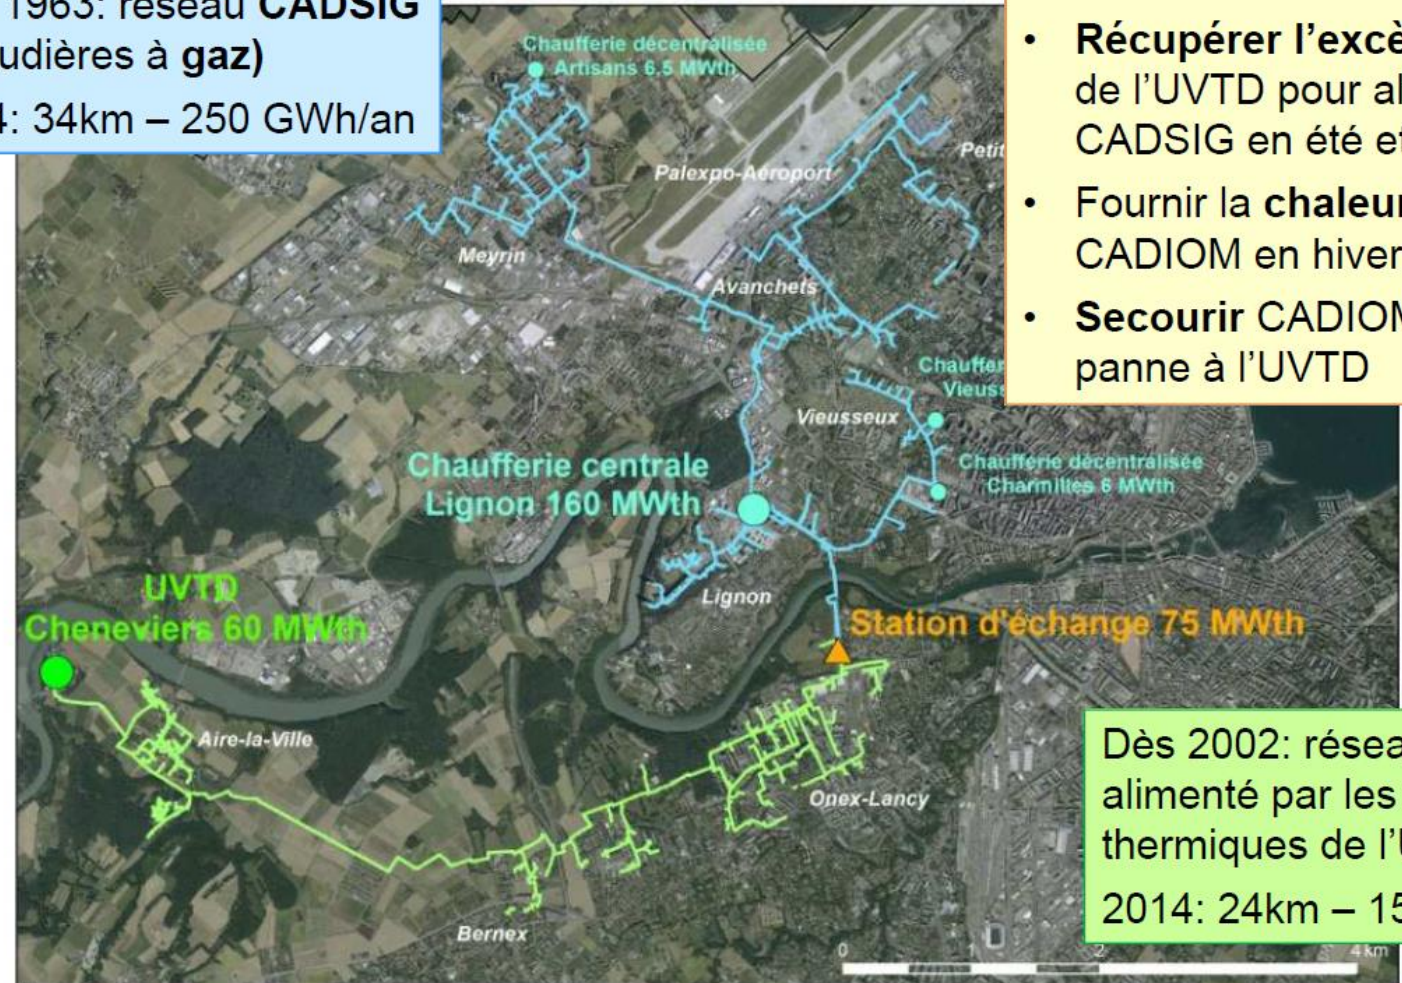 1963: réseau CADSIG
udières à gaz)
4: 34km – 250 GWh/an
• Récupérer l'excè
de l'UVTD pour al
CADSIG en été et
• Fournir la chaleur
CADIOM en hiver
• Secourir CADIOM
panne à l'UVTD
Chaufferie décentralisée
Artisans 6,5 MWth
Palexpo-Aéroport
Petit
Meyrin
Avanchets
Chauffer
Vieuss
Vieusseux
Chaufferie centrale
Lignon 160 MWth
Chaufferie décentralisée
Charmilles 6 MWth
UVTD
Cheneviers 60 MWth
Lignon
Station d'échange 75 MWth
Aire-la-Ville
Onex-Lancy
Bernex
Dès 2002: résea
alimenté par les
thermiques de l'U
2014: 24km – 15
0 1 2 4 km